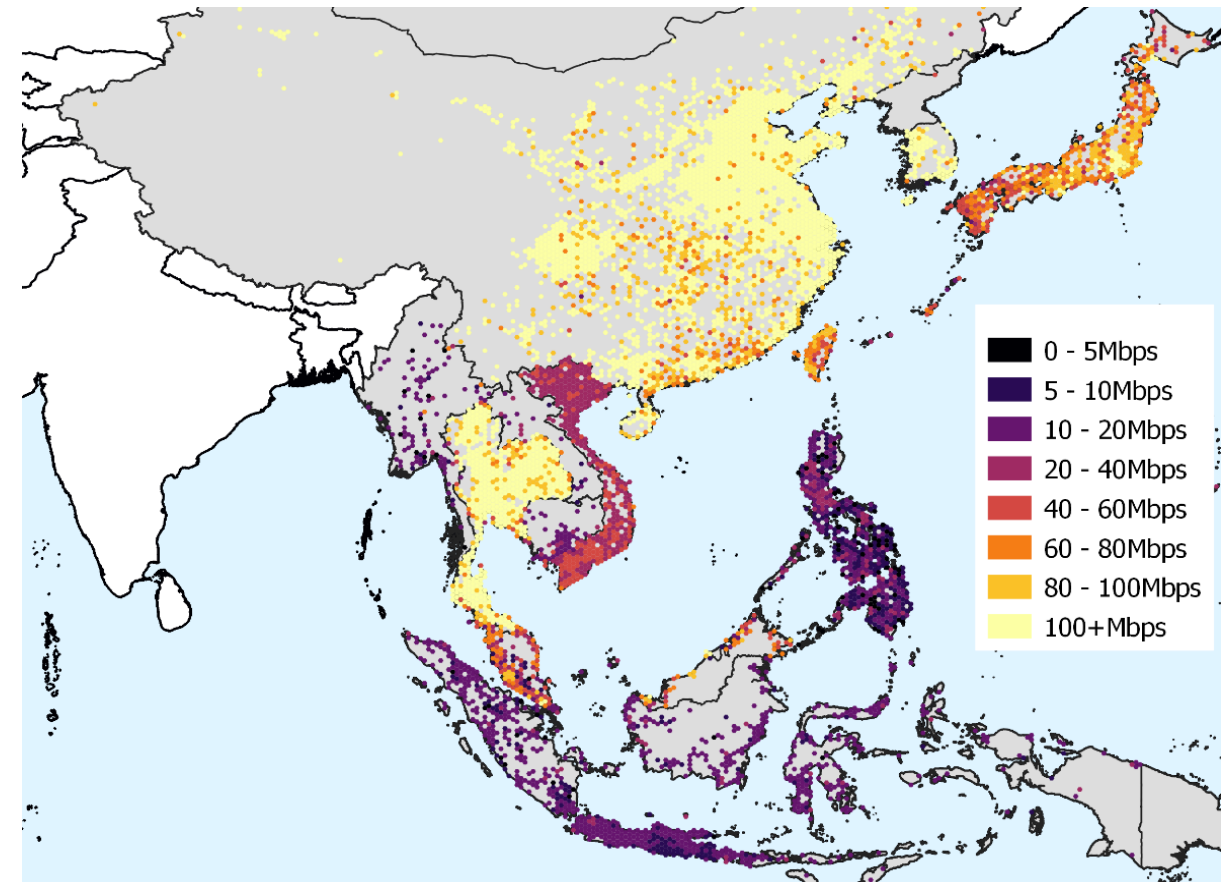 0 - 5Mbps
5 - 10Mbps
10 - 20Mbps
20 - 40Mbps
40 - 60Mbps
60 - 80Mbps
80 - 100Mbps
100+Mbps